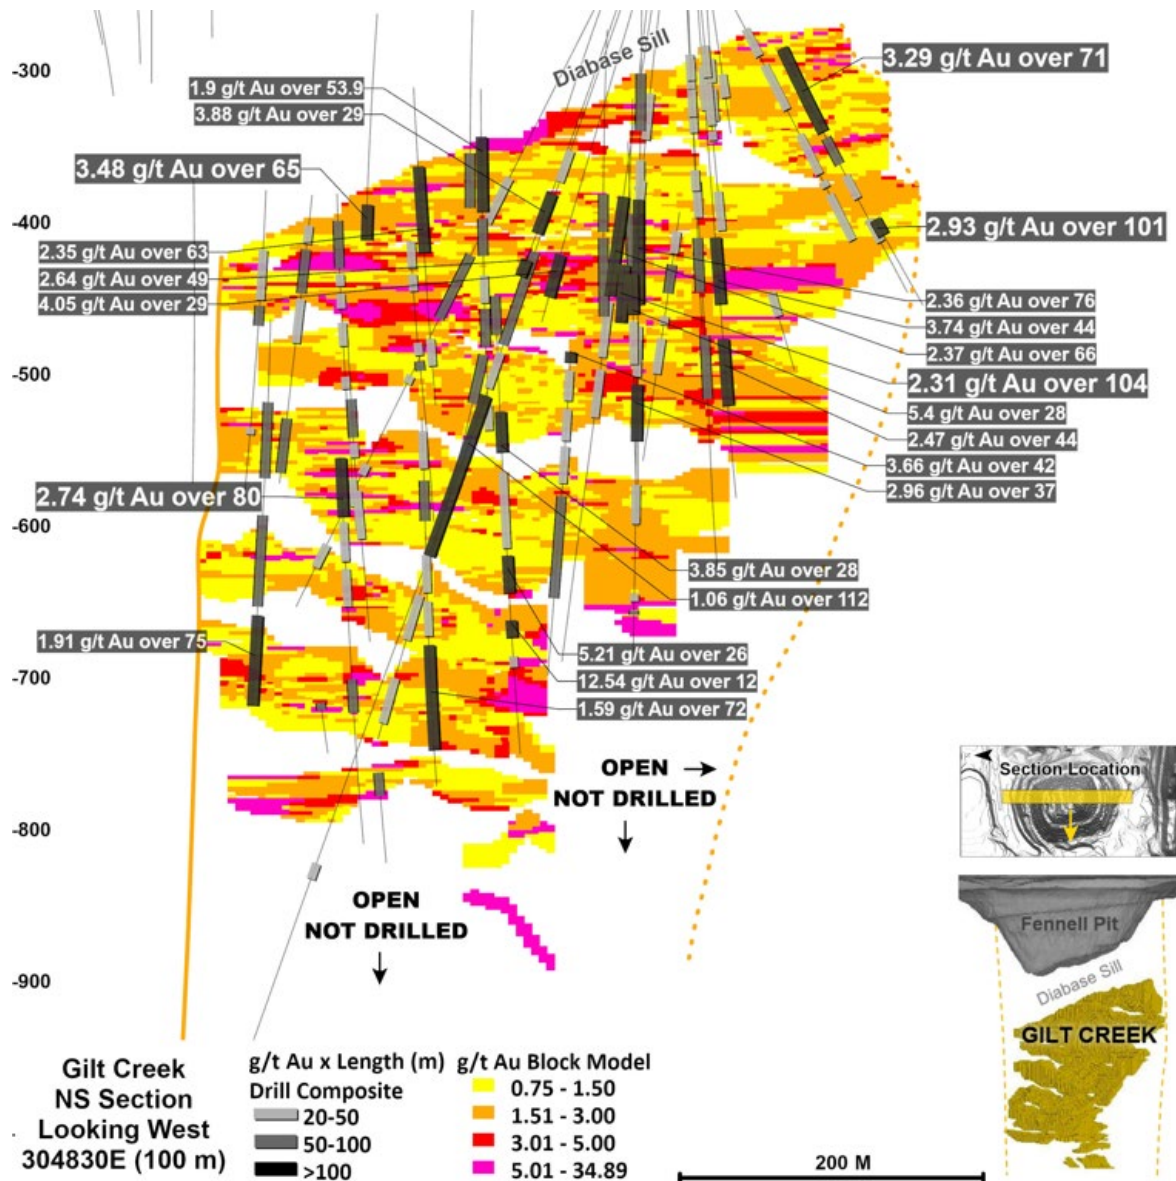 Diabase Sill
-300
3.29 g/t Au over 71
1.9 g/t Au over 53.9
3.88 g/t Au over 29
3.48 g/t Au over 65
-400
2.93 g/t Au over 101
2.35 g/t Au over 63
2.64 g/t Au over 49
4.05 g/t Au over 29
2.36 g/t Au over 76
3.74 g/t Au over 44
2.37 g/t Au over 66
-500
2.31 g/t Au over 104
5.4 g/t Au over 28
2.47 g/t Au over 44
3.66 g/t Au over 42
2.96 g/t Au over 37
2.74 g/t Au over 80
-600
3.85 g/t Au over 28
1.06 g/t Au over 112
1.91 g/t Au over 75
5.21 g/t Au over 26
-700
12.54 g/t Au over 12
1.59 g/t Au over 72
OPEN
NOT DRILLED
Section Location
-800
OPEN
NOT DRILLED
Fennell Pit
Diabase Sill
-900
GILT CREEK
Gilt Creek
NS Section
Looking West
304830E (100 m)
g/t Au x Length (m)
Drill Composite
20-50
50-100
>100
g/t Au Block Model
0.75 - 1.50
1.51 - 3.00
3.01 - 5.00
5.01 - 34.89
200 M